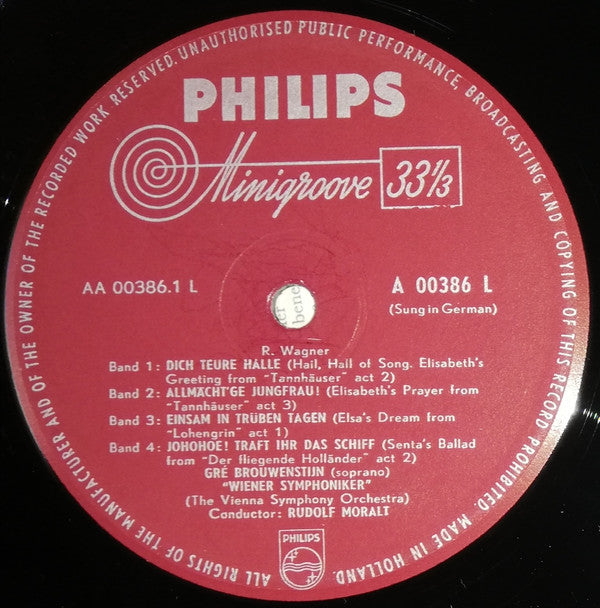 ALL RIGHTS OF THE MANUFACTURER AND OF THE OWNER OF THE RECORDED WORK RESERVED. UNAUTHORISED PUBLIC PERFORMANCE, BROADCASTING AND COPYING OF THIS RECORD PROHIBITED. MADE IN HOLLAND.
PHILIPS
Minigroove 33⅓
AA 00386.1 L
A 00386 L
(Sung in German)
er
bene
R. Wagner
Band 1: DICH TEURE HALLE (Hail, Hall of Song. Elisabeth's
Greeting from "Tannhäuser" act 2)
Band 2: ALLMÄCHT'GE JUNGFRAU! (Elisabeth's Prayer from
"Tannhäuser" act 3)
Band 3: EINSAM IN TRÜBEN TAGEN (Elsa's Dream from
"Lohengrin" act 1)
Band 4: JOHOHOE! TRAFT IHR DAS SCHIFF (Senta's Ballad
from "Der fliegende Holländer" act 2)
GRÉ BROUWENSTIJN (soprano)
"WIENER SYMPHONIKER"
(The Vienna Symphony Orchestra)
Conductor: RUDOLF MORALT
PHILIPS